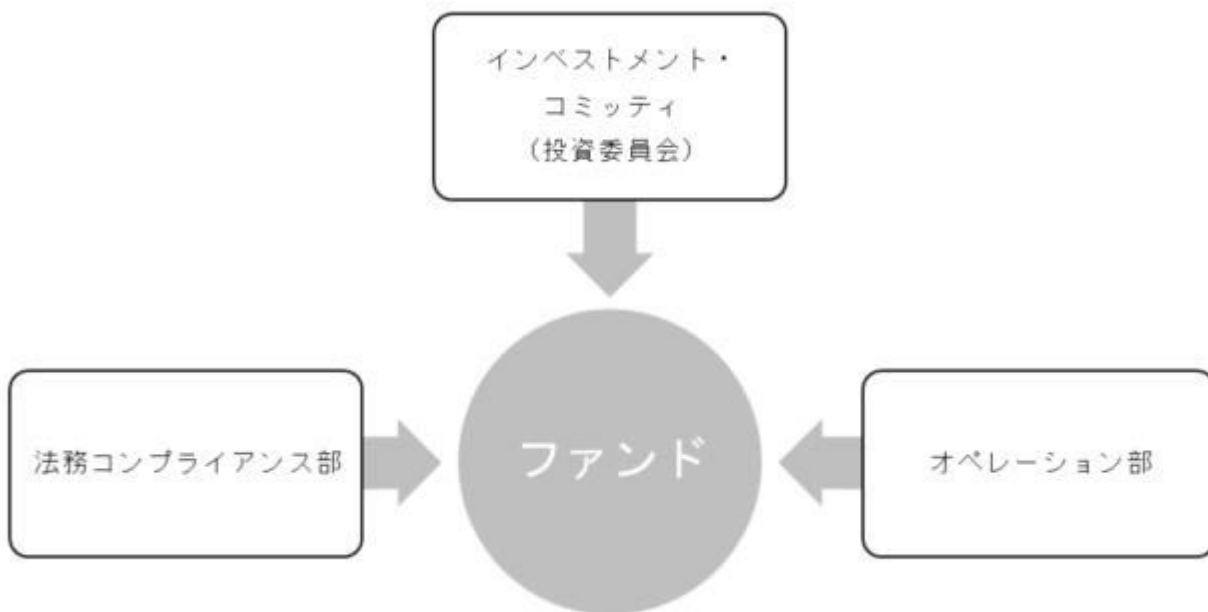 インベストメント・
コミッティ
（投資委員会）
法務コンプライアンス部
ファンド
オペレーション部